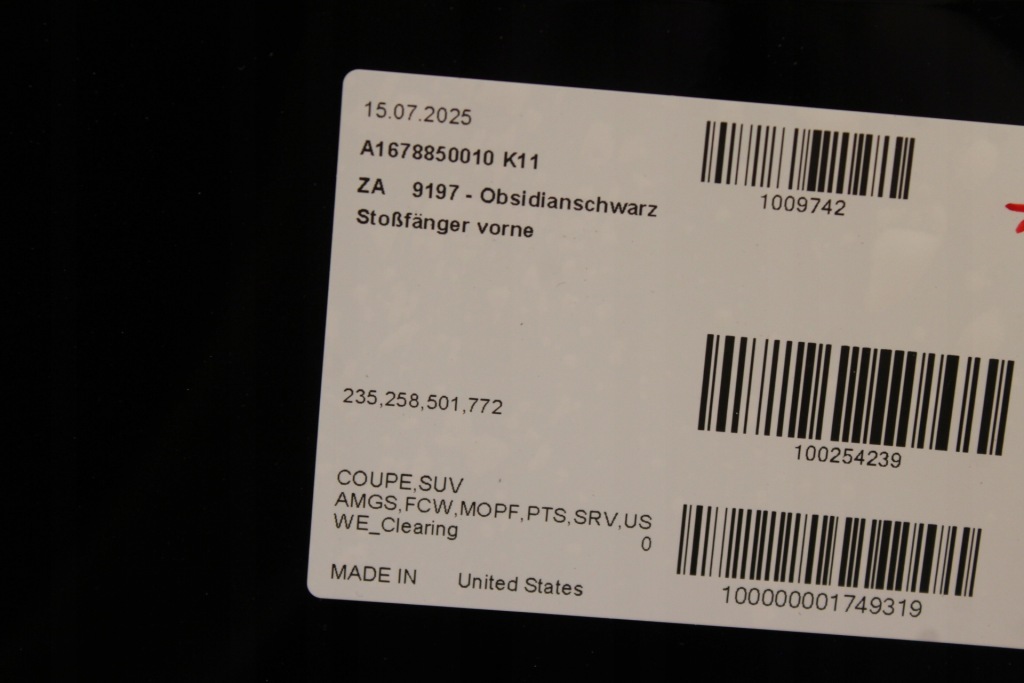 15.07.2025
A1678850010 K11
ZA 9197 - Obsidianschwarz
Stoßfänger vorne
1009742
235,258,501,772
100254239
COUPE,SUV
AMGS,FCW,MOPF,PTS,SRV,US
WE_Clearing 0
MADE IN United States
100000001749319